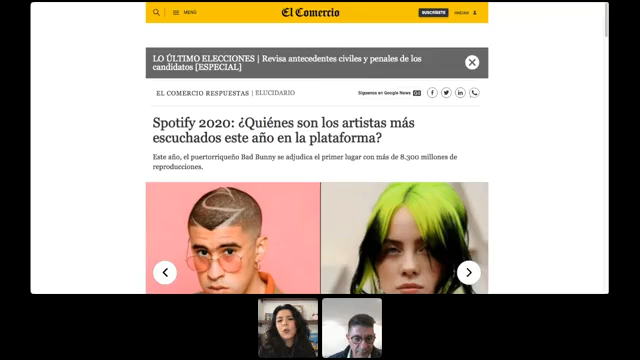 MENÚ
El Comercio
SUSCRÍBETE
LO ÚLTIMO ELECCIONES | Revisa antecedentes civiles y penales de los
candidatos [ESPECIAL]
EL COMERCIO RESPUESTAS | ELUCIDARIO
Síguenos en Google News
Spotify 2020: ¿Quiénes son los artistas más
escuchados este año en la plataforma?
Este año, el puertorriqueño Bad Bunny se adjudica el primer lugar con más de 8.300 millones de
reproducciones.